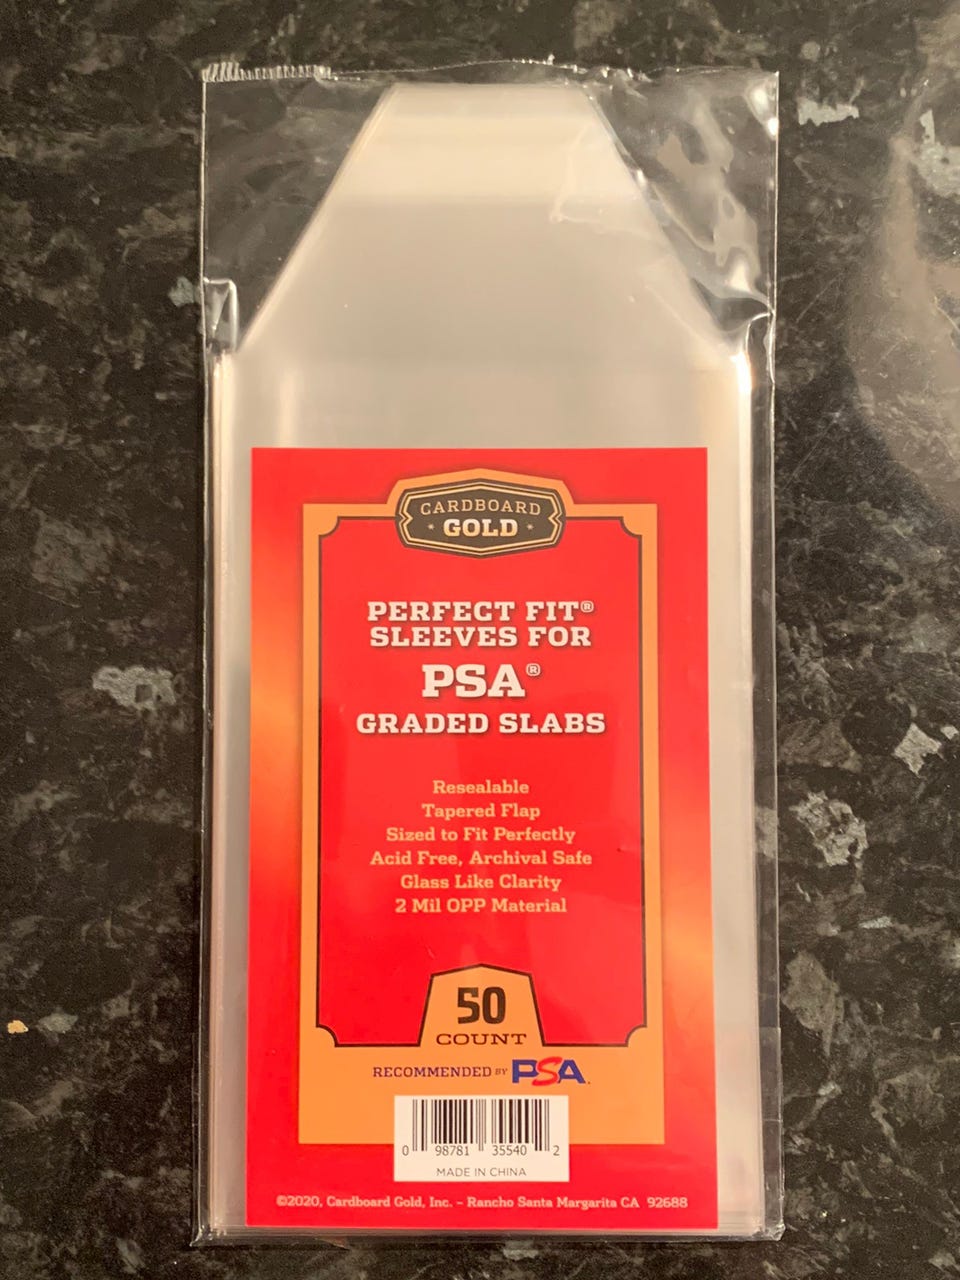 CARDBOARD
GOLD
PERFECT FIT®
SLEEVES FOR
PSA®
GRADED SLABS
Resealable
Tapered Flap
Sized to Fit Perfectly
Acid Free, Archival Safe
Glass Like Clarity
2 Mil OPP Material
50
COUNT
RECOMMENDED BY PSA.
0 98781 35540 2
MADE IN CHINA
©2020, Cardboard Gold, Inc. – Rancho Santa Margarita CA 92688